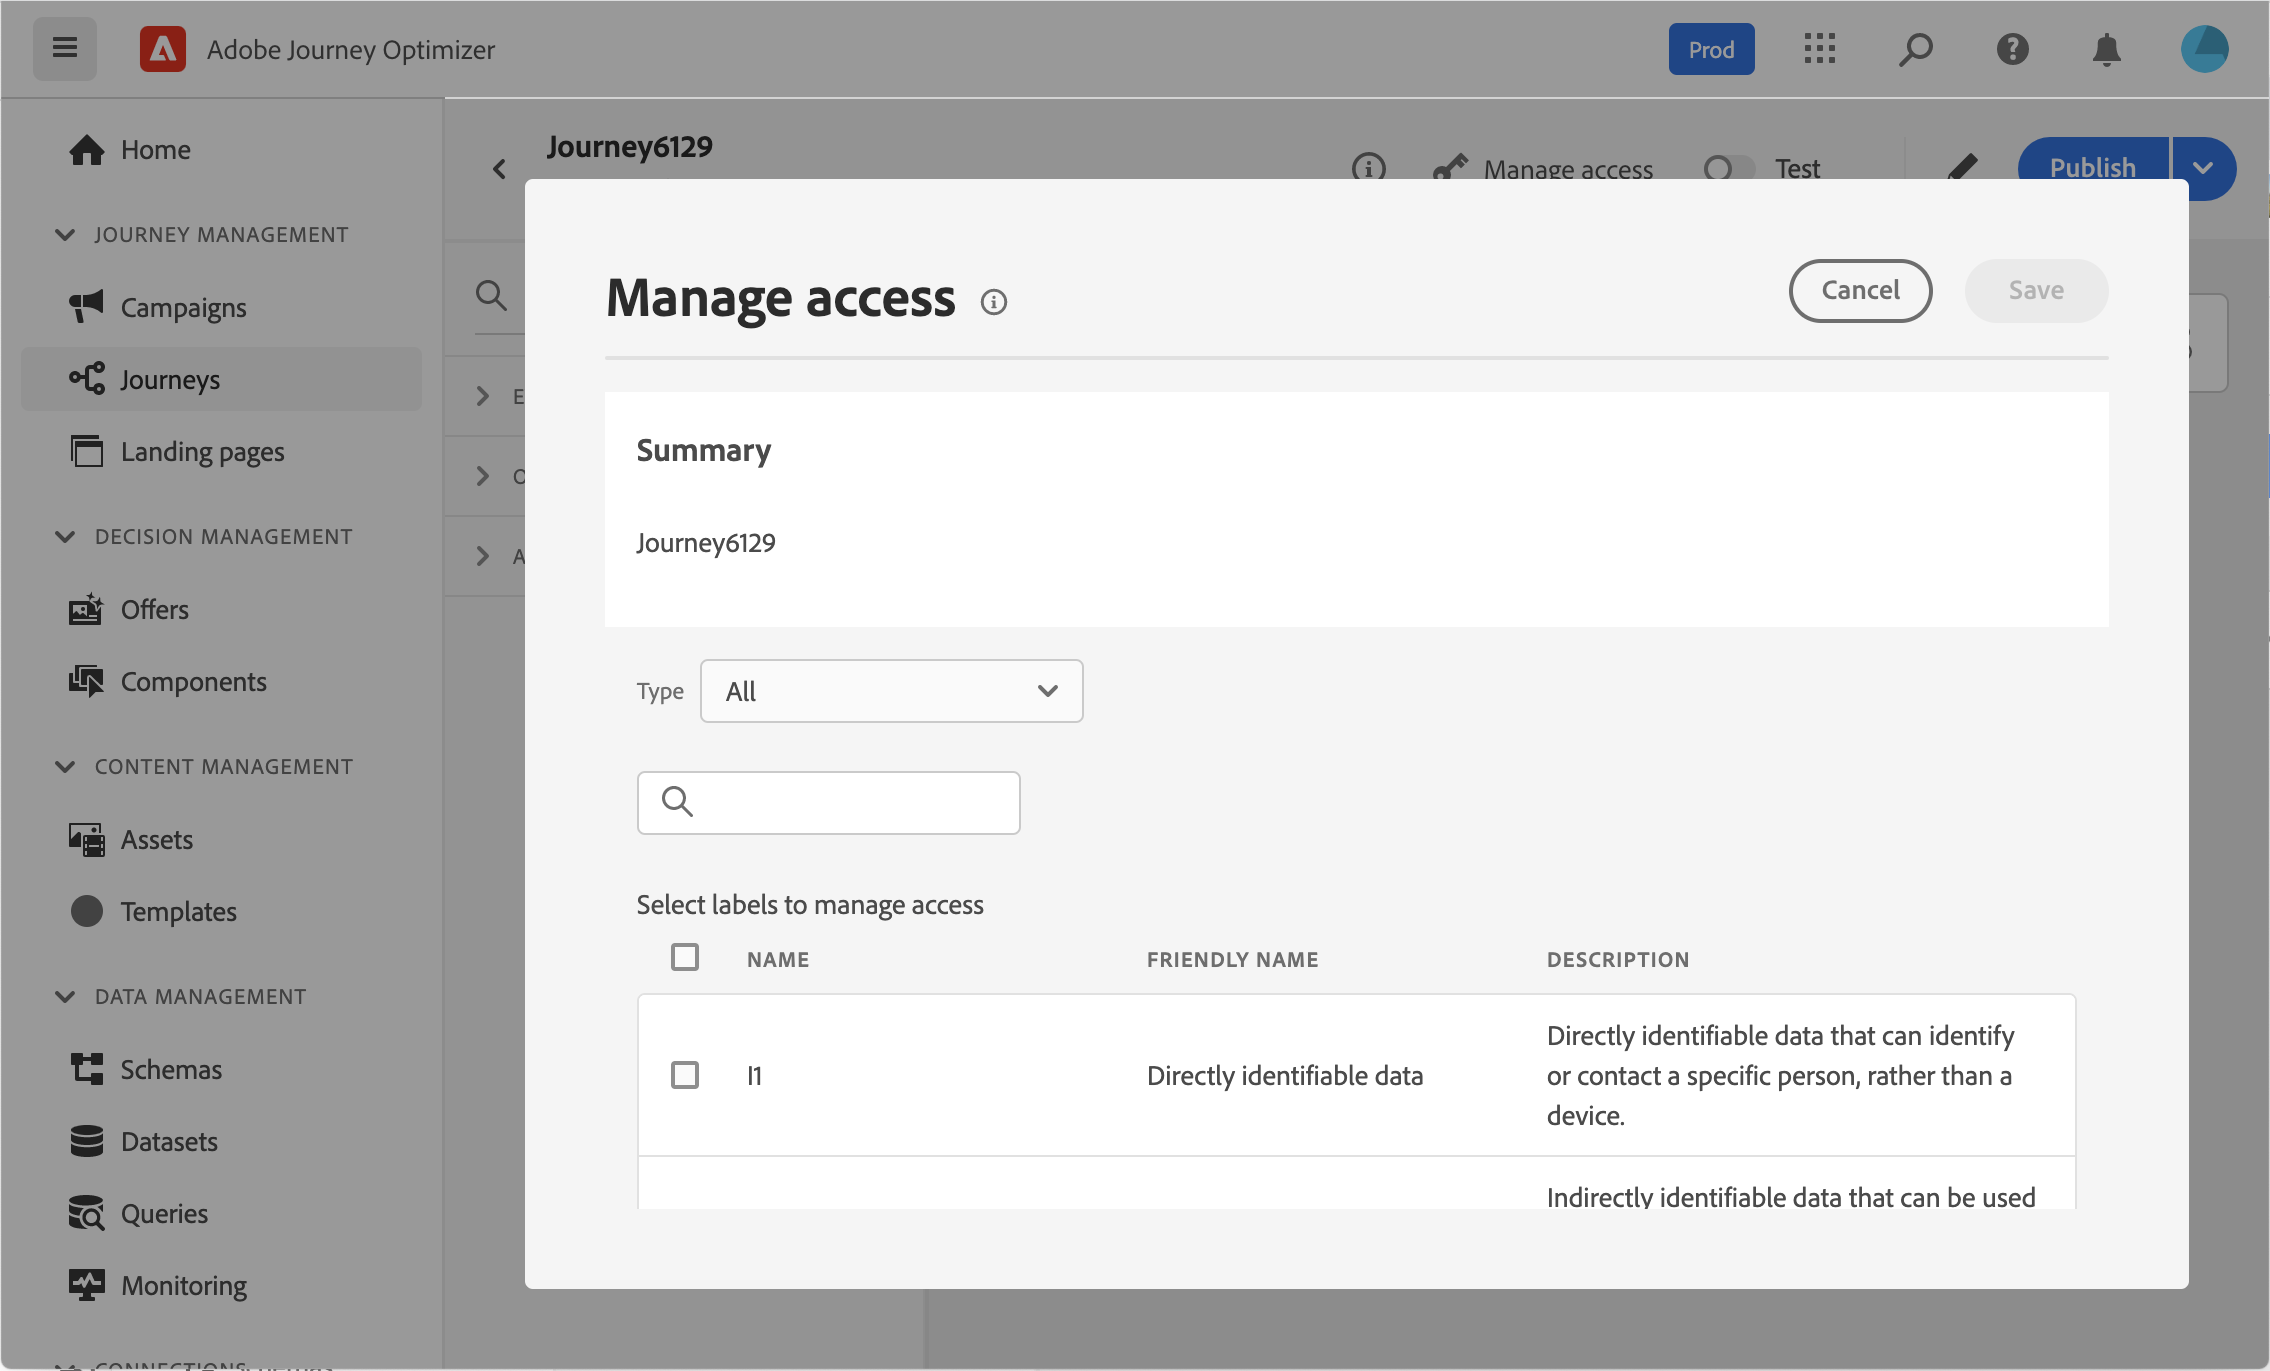 Adobe Journey Optimizer
Prod
Home
JOURNEY MANAGEMENT
Campaigns
Journeys
Landing pages
DECISION MANAGEMENT
Offers
Components
CONTENT MANAGEMENT
Assets
Templates
DATA MANAGEMENT
Schemas
Datasets
Queries
Monitoring
CONNECTIONS
Journey6129
Manage access
Test
Publish
E
O
A
Manage access
Cancel
Save
Summary
Journey6129
Type
All
Select labels to manage access
NAME
FRIENDLY NAME
DESCRIPTION
I1
Directly identifiable data
Directly identifiable data that can identify
or contact a specific person, rather than a
device.
Indirectly identifiable data that can be used